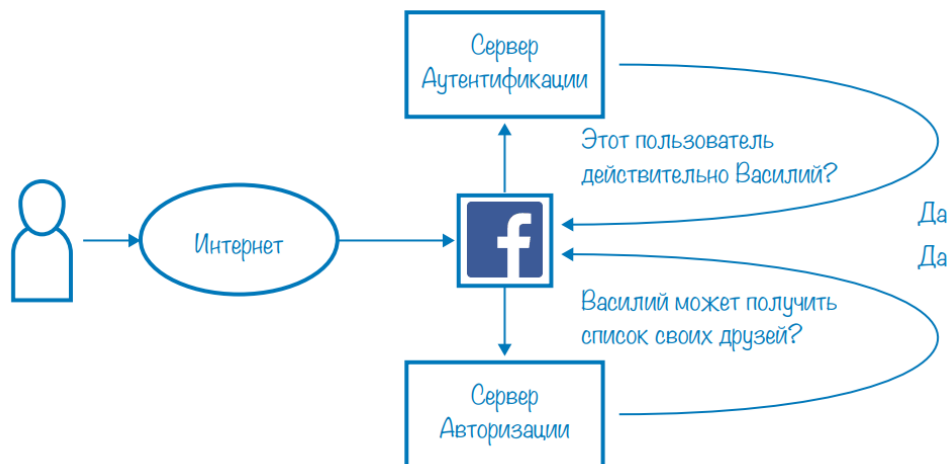 Сервер
Аутентификации
Этот пользователь
действительно Василий?
Интернет
Да
Да
Василий может получить
список своих друзей?
Сервер
Авторизации